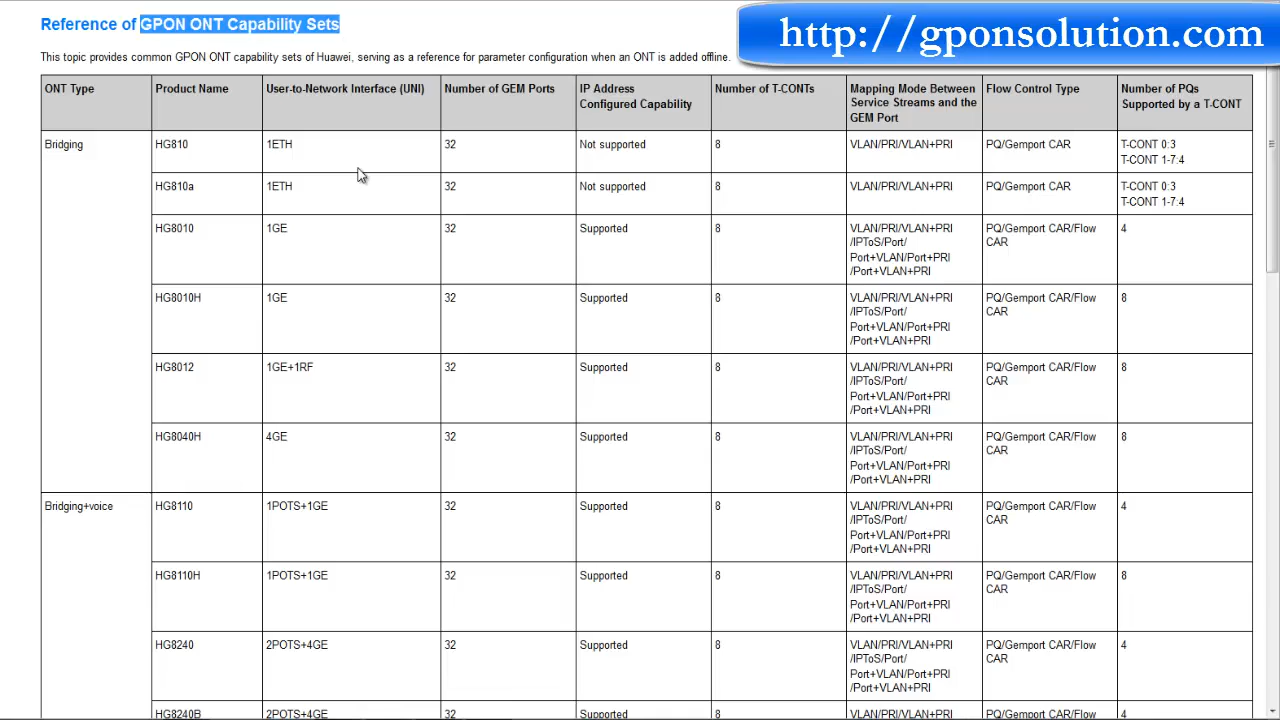 Reference of GPON ONT Capability Sets
http://gponsolution.com
This topic provides common GPON ONT capability sets of Huawei, serving as a reference for parameter configuration when an ONT is added offline.
ONT Type Product Name User-to-Network Interface (UNI) Number of GEM Ports IP Address Number of T-CONTs Mapping Mode Between Flow Control Type Number of PQs
Configured Capability Service Streams and the Supported by a T-CONT
GEM Port
Bridging HG810 1ETH 32 Not supported 8 VLAN/PRI/VLAN+PRI PQ/Gemport CAR T-CONT 0:3
T-CONT 1-7:4
HG810a 1ETH 32 Not supported 8 VLAN/PRI/VLAN+PRI PQ/Gemport CAR T-CONT 0:3
T-CONT 1-7:4
HG8010 1GE 32 Supported 8 VLAN/PRI/VLAN+PRI PQ/Gemport CAR/Flow 4
/IPToS/Port/ CAR
Port+VLAN/Port+PRI
/Port+VLAN+PRI
HG8010H 1GE 32 Supported 8 VLAN/PRI/VLAN+PRI PQ/Gemport CAR/Flow 8
/IPToS/Port/ CAR
Port+VLAN/Port+PRI
/Port+VLAN+PRI
HG8012 1GE+1RF 32 Supported 8 VLAN/PRI/VLAN+PRI PQ/Gemport CAR/Flow 8
/IPToS/Port/ CAR
Port+VLAN/Port+PRI
/Port+VLAN+PRI
HG8040H 4GE 32 Supported 8 VLAN/PRI/VLAN+PRI PQ/Gemport CAR/Flow 8
/IPToS/Port/ CAR
Port+VLAN/Port+PRI
/Port+VLAN+PRI
Bridging+voice HG8110 1POTS+1GE 32 Supported 8 VLAN/PRI/VLAN+PRI PQ/Gemport CAR/Flow 4
/IPToS/Port/ CAR
Port+VLAN/Port+PRI
/Port+VLAN+PRI
HG8110H 1POTS+1GE 32 Supported 8 VLAN/PRI/VLAN+PRI PQ/Gemport CAR/Flow 8
/IPToS/Port/ CAR
Port+VLAN/Port+PRI
/Port+VLAN+PRI
HG8240 2POTS+4GE 32 Supported 8 VLAN/PRI/VLAN+PRI PQ/Gemport CAR/Flow 4
/IPToS/Port/ CAR
Port+VLAN/Port+PRI
/Port+VLAN+PRI
HG8240B 2POTS+4GE 32 Supported 8 VLAN/PRI/VLAN+PRI PQ/Gemport CAR/Flow 4